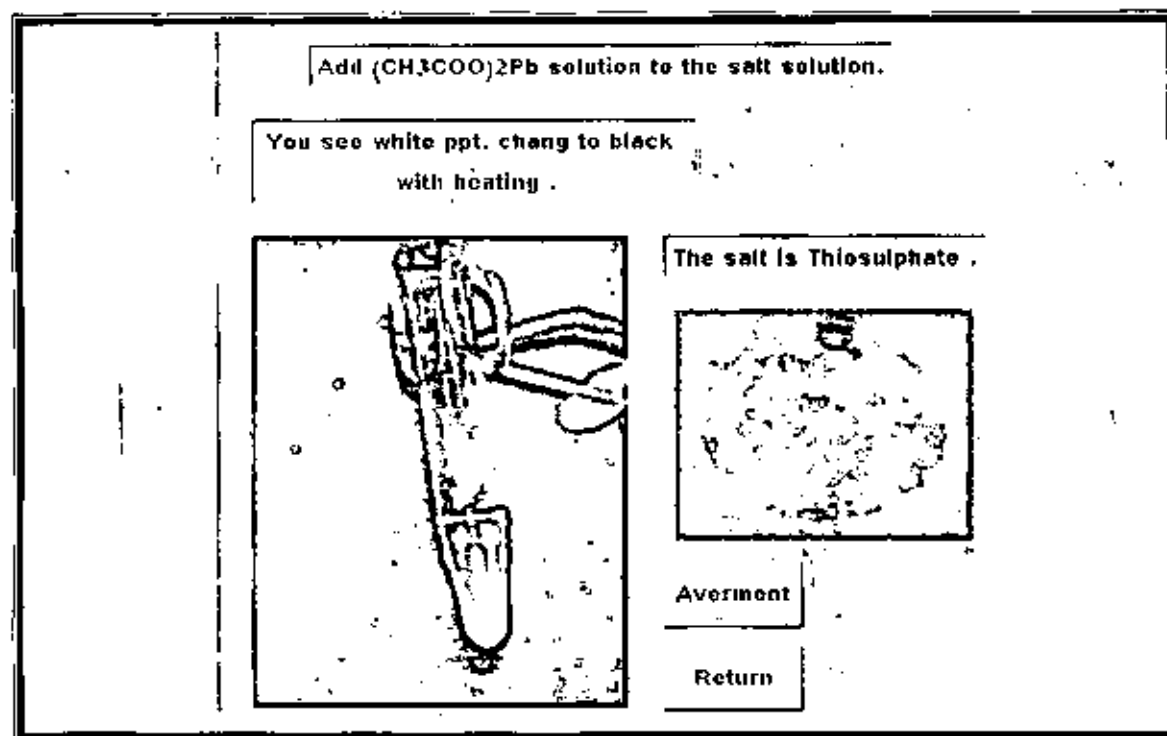 Add (CH3COO)2Pb solution to the salt solution.
You see white ppt. chang to black
with heating .
The salt is Thiosulphate .
Averment
Return